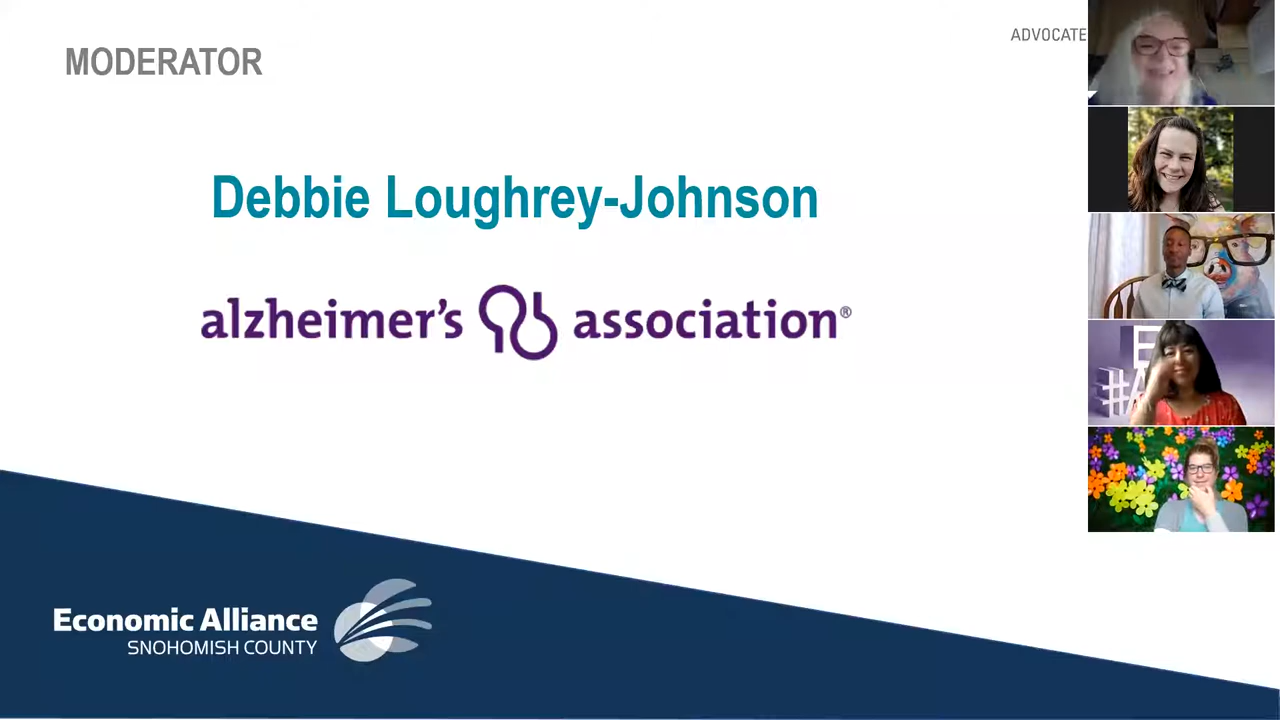 MODERATOR
ADVOCATE
Debbie Loughrey-Johnson
alzheimer's association®
Economic Alliance
SNOHOMISH COUNTY